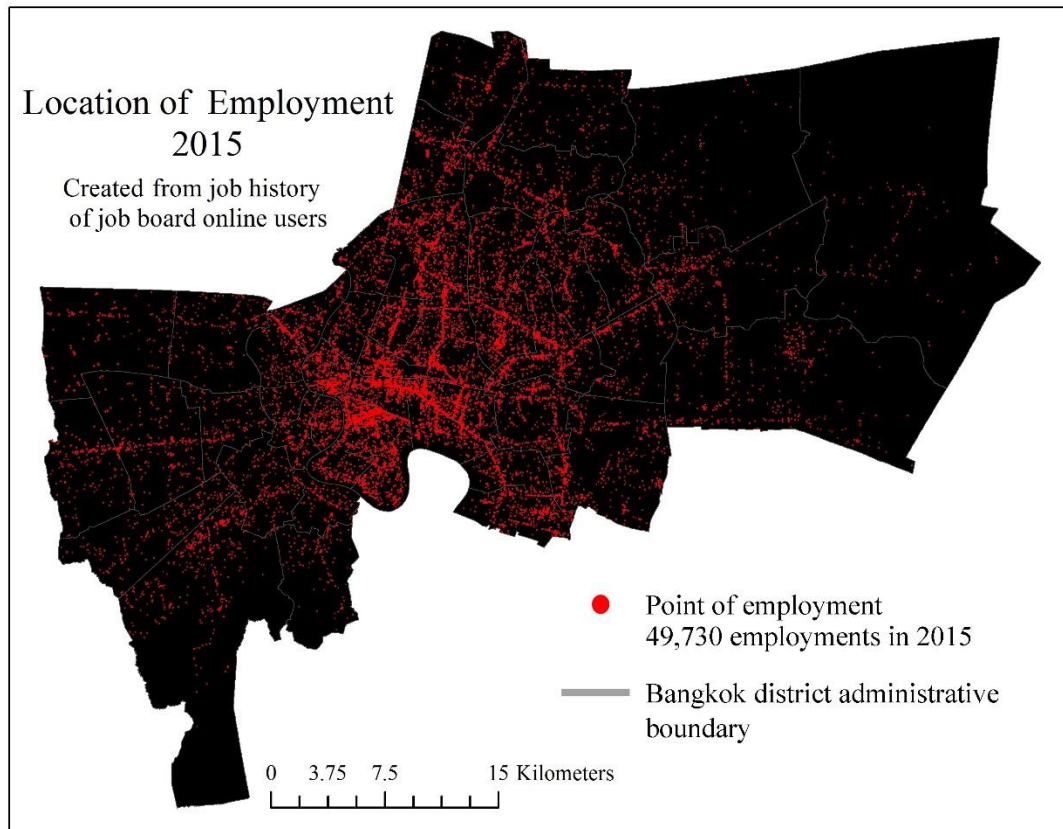 Location of Employment
2015
Created from job history
of job board online users
Point of employment
49,730 employments in 2015
Bangkok district administrative
boundary
0 3.75 7.5 15 Kilometers